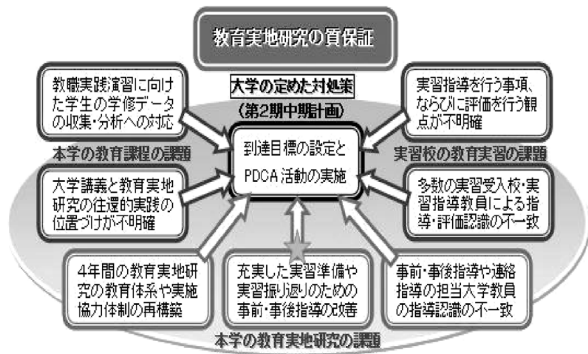 教育実地研究の質保証
大学の定めた対処策
(第2期中期計画)
教職実践演習に向け
た学生の学修データ
の収集・分析への対応
実習指導を行う事項、
ならびに評価を行う観
点が不明確
到達目標の設定と
PDCA活動の実施
本学の教育課程の課題
実習校の教育実習の課題
大学講義と教育実地
研究の往還的実践の
位置づけが不明確
多数の実習受入校・実
習指導教員による指
導・評価認識の不一致
4年間の教育実地研
究の教育体系や実施
協力体制の再構築
充実した実習準備や
実習振り返りのための
事前・事後指導の改善
事前・事後指導や連絡
指導の担当大学教員
の指導認識の不一致
本学の教育実地研究の課題